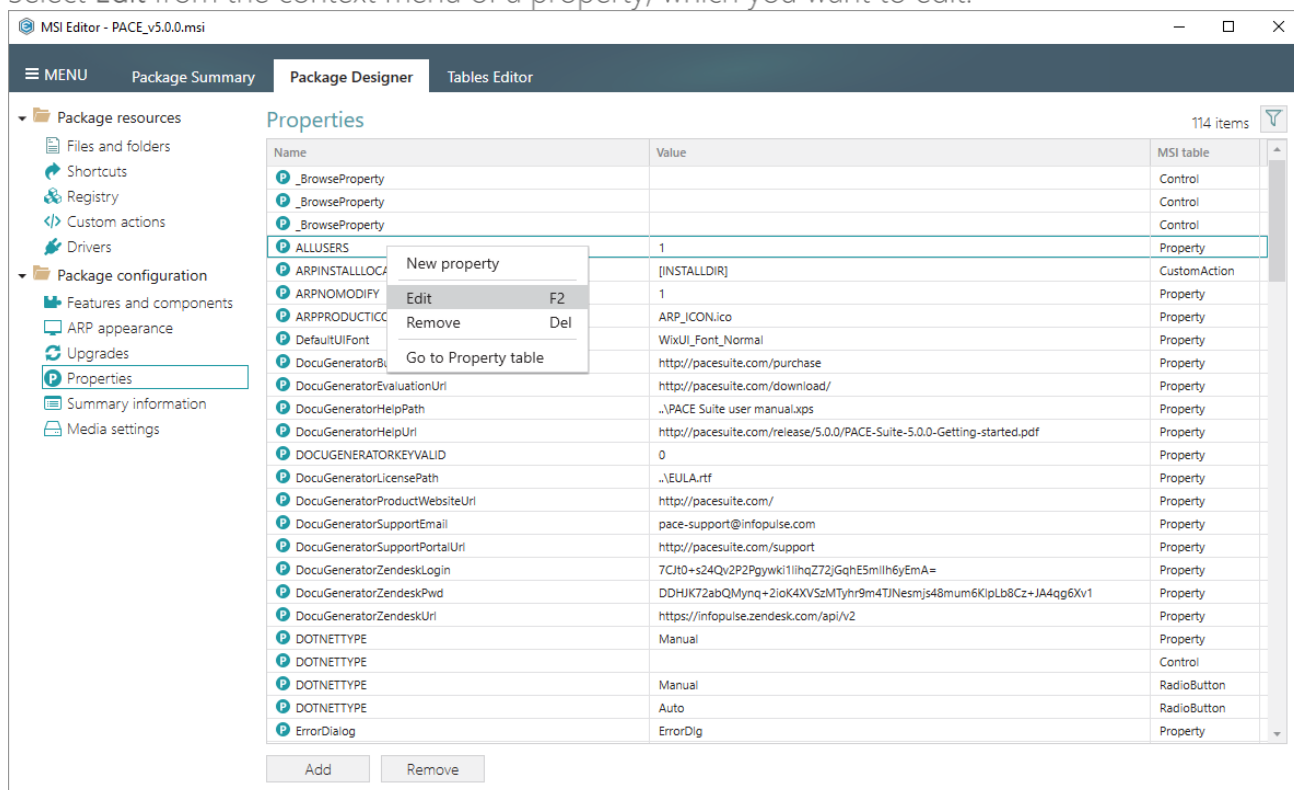 Select Edit from the context menu of a property, which you want to edit.
MSI Editor - PACE_v5.0.0.msi
MENU Package Summary Package Designer Tables Editor
Package resources
Files and folders
Shortcuts
Registry
Custom actions
Drivers
Package configuration
Features and components
ARP appearance
Upgrades
Properties
Summary information
Media settings
Properties 114 items
Name Value MSI table
_BrowseProperty Control
_BrowseProperty Control
_BrowseProperty Control
ALLUSERS 1 Property
ARPINSTALLLOCA [INSTALLDIR] CustomAction
ARPNOMODIFY 1 Property
ARPPRODUCTICO ARP_ICON.ico Property
DefaultUIFont WixUI_Font_Normal Property
DocuGeneratorBu http://pacesuite.com/purchase Property
DocuGeneratorEvaluationUrl http://pacesuite.com/download/ Property
DocuGeneratorHelpPath ..\PACE Suite user manual.xps Property
DocuGeneratorHelpUrl http://pacesuite.com/release/5.0.0/PACE-Suite-5.0.0-Getting-started.pdf Property
DOCUGENERATORKEYVALID 0 Property
DocuGeneratorLicensePath ..\EULA.rtf Property
DocuGeneratorProductWebsiteUrl http://pacesuite.com/ Property
DocuGeneratorSupportEmail pace-support@infopulse.com Property
DocuGeneratorSupportPortalUrl http://pacesuite.com/support Property
DocuGeneratorZendeskLogin 7CJt0+s24Qv2P2Pgywki1lihqZ72jGqhE5mIIh6yEmA= Property
DocuGeneratorZendeskPwd DDHJK72abQMynq+2ioK4XVSzMTyhr9m4TJNesmjs48mum6KlpLb8Cz+JA4qg6Xv1 Property
DocuGeneratorZendeskUrl https://infopulse.zendesk.com/api/v2 Property
DOTNETTYPE Manual Property
DOTNETTYPE Control
DOTNETTYPE Manual RadioButton
DOTNETTYPE Auto RadioButton
ErrorDialog ErrorDlg Property
New property
Edit F2
Remove Del
Go to Property table
Add Remove